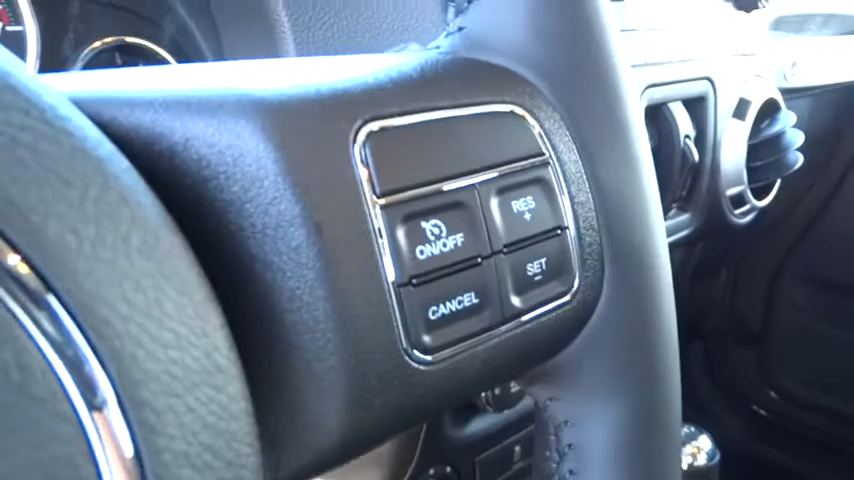 RES
+
ON/OFF
SET
-
CANCEL